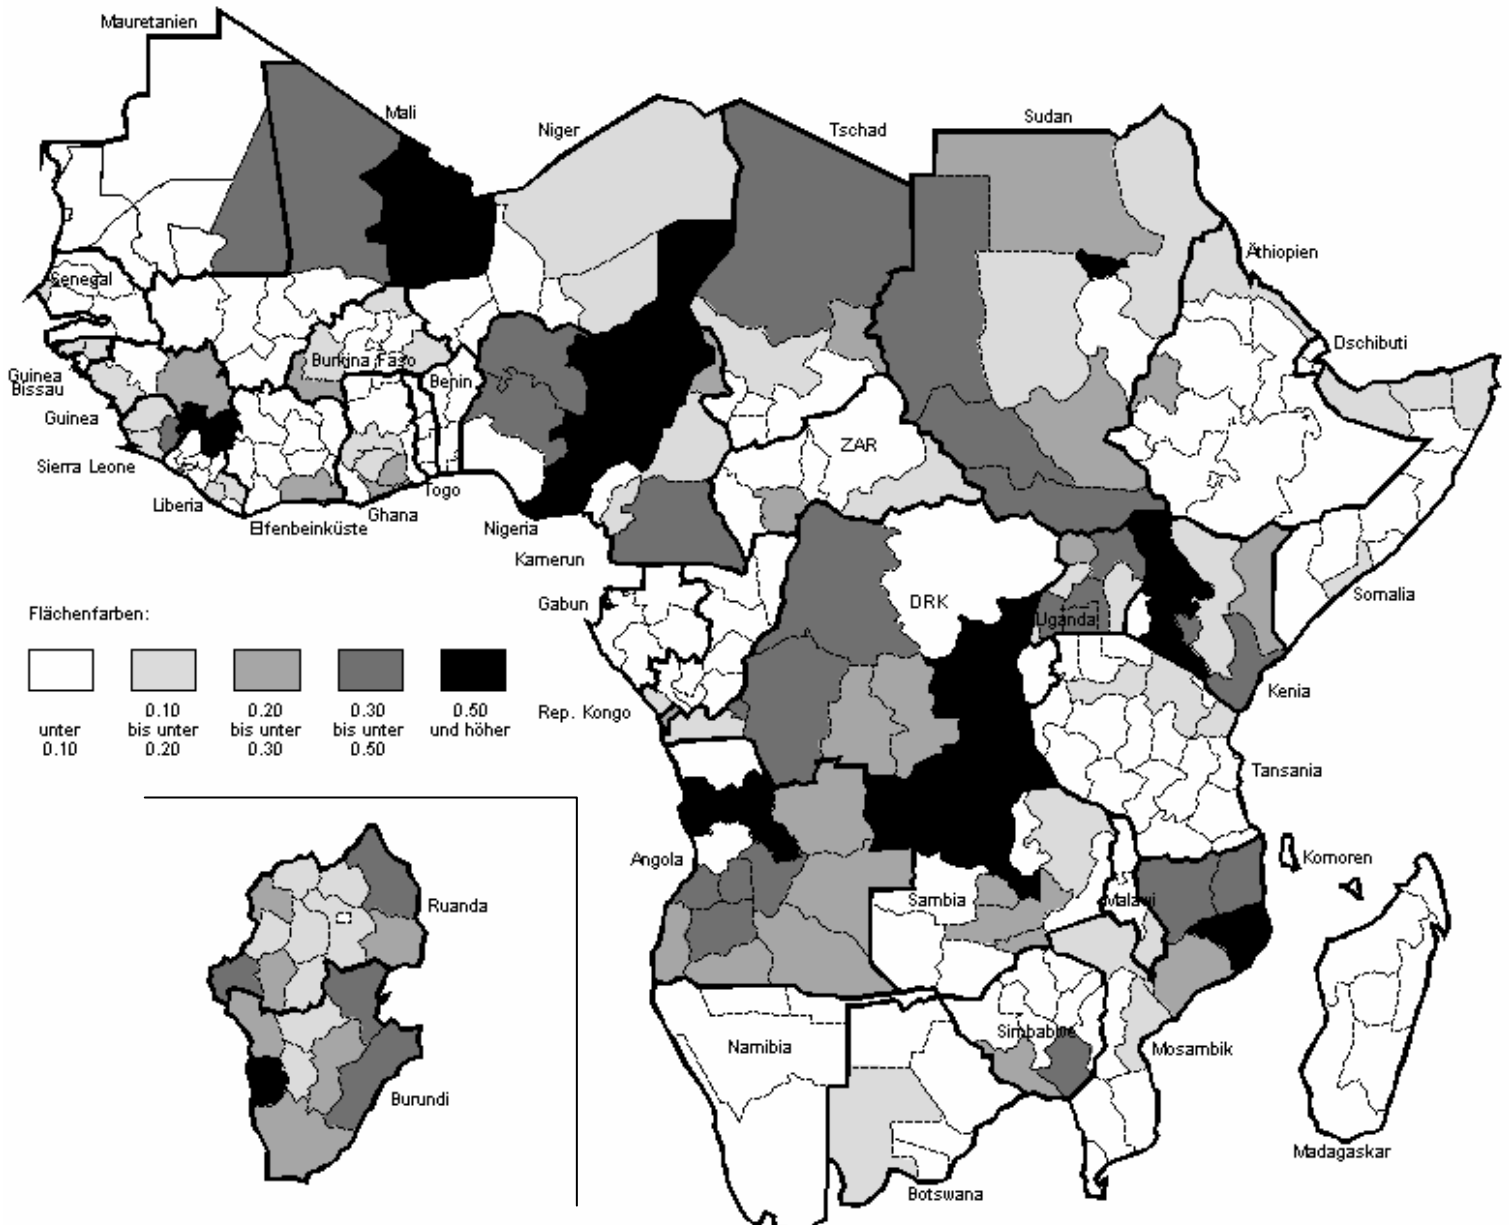 Mauretanien
Mali
Niger
Tschad
Sudan
Äthiopien
Senegal
Dschibuti
Burkina Faso
Benin
Guinea
Bissau
Guinea
ZAR
Sierra Leone
Liberia
Elfenbeinküste
Ghana
Togo
Nigeria
Kamerun
Gabun
DRK
Uganda
Somalia
Flächenfarben:
Kenia
Rep. Kongo
unter
0.10
0.10
bis unter
0.20
0.20
bis unter
0.30
0.30
bis unter
0.50
0.50
und höher
Tansania
Angola
Komoren
Sambia
Malawi
Ruanda
Simbabwe
Namibia
Mosambik
Burundi
Madagaskar
Botswana